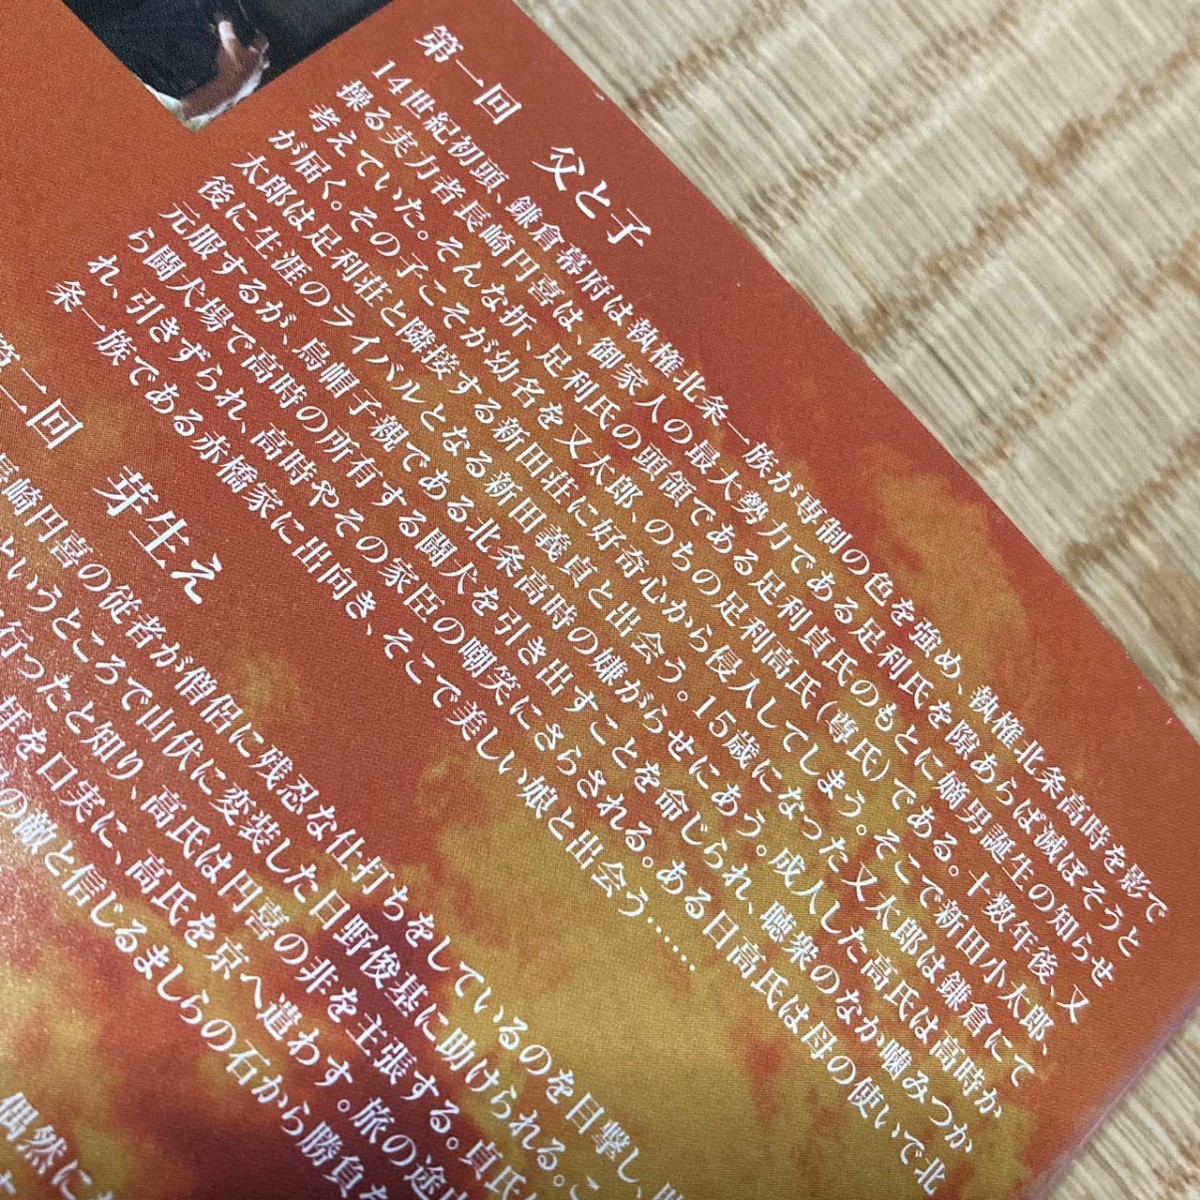 第一回　父と子
14世紀初頭、鎌倉幕府は執権北条一族が専制の色を強め、執権北条高時を影で
操る実力者長崎円喜は、御家人の最大勢力である足利氏を隙あらば滅ぼそうと
考えていた。そんな折、足利氏の頭領である足利貞氏のもとに嫡男誕生の知らせ
が届く。その子こそが幼名を又太郎、のちの足利高氏（尊氏）である。十数年後、又
太郎は足利荘と隣接する新田荘に好奇心から侵入してしまう。そこで新田小太郎、
後に生涯のライバルとなる新田義貞と出会う。15歳になった又太郎は鎌倉にて
元服するが、烏帽子親である北条高時の嫌がらせにあう。成人した高氏は高時か
ら闘犬場で高時の所有する闘犬を引き出すことを命じられ、聴衆のなか噛みつか
れ、引きずられ、高時やその家臣の嘲笑にさらされる。ある日高氏は母の使いで北
条一族である赤橋家に出向き、そこで美しい娘と出会う……
第二回　芽生え
長崎円喜の従者が僧侶に残忍な仕打ちをしているのを目撃し、
というところで山伏に変装した日野俊基に助けられる。こ
行ったと知り、高氏は円喜の非を主張する。貞氏
を口実に、高氏を京へ遣わす。旅の途中
の敵と信じるましらの石から勝負
偶然に